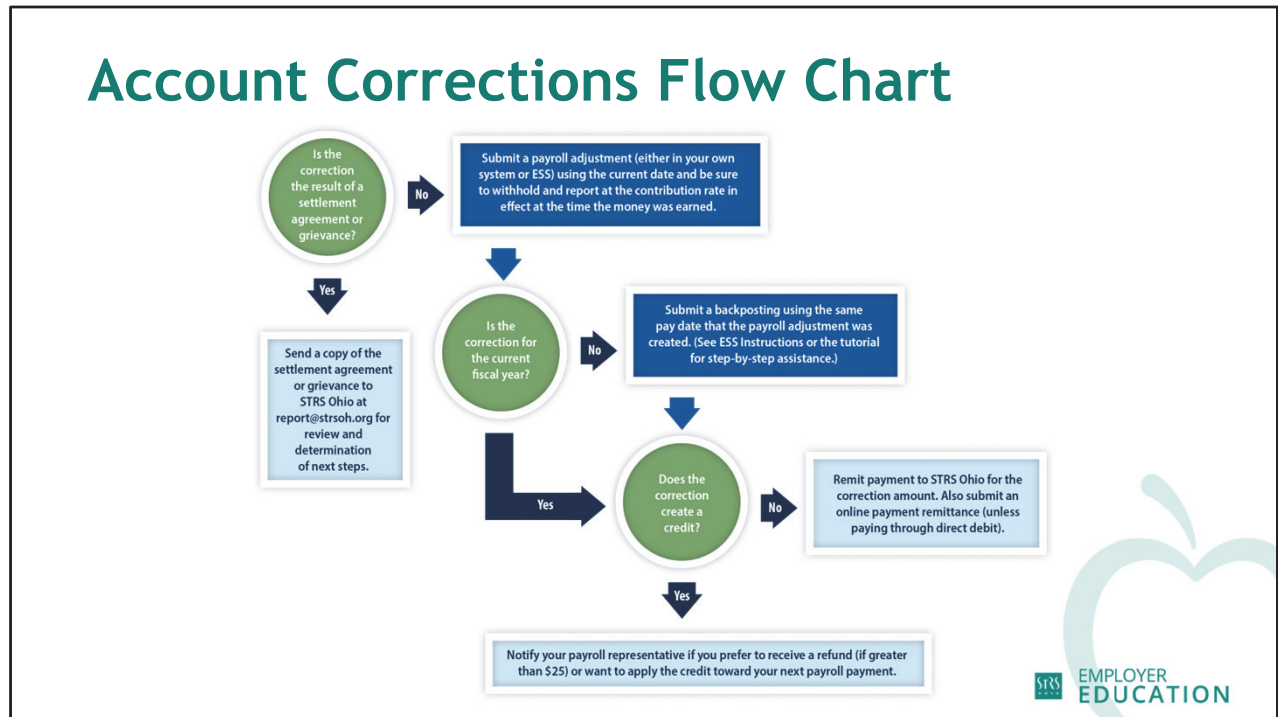 Account Corrections Flow Chart
Is the
correction
the result of a
settlement
agreement or
grievance?
No
Submit a payroll adjustment (either in your own
system or ESS) using the current date and be sure
to withhold and report at the contribution rate in
effect at the time the money was earned.
Yes
Send a copy of the
settlement agreement
or grievance to
STRS Ohio at
report@strsoh.org for
review and
determination
of next steps.
Is the
correction for
the current
fiscal year?
No
Submit a backposting using the same
pay date that the payroll adjustment was
created. (See ESS Instructions or the tutorial
for step-by-step assistance.)
Yes
Does the
correction
create a
credit?
No
Remit payment to STRS Ohio for the
correction amount. Also submit an
online payment remittance (unless
paying through direct debit).
Yes
Notify your payroll representative if you prefer to receive a refund (if greater
than $25) or want to apply the credit toward your next payroll payment.
STRS
OHIO
EMPLOYER
EDUCATION